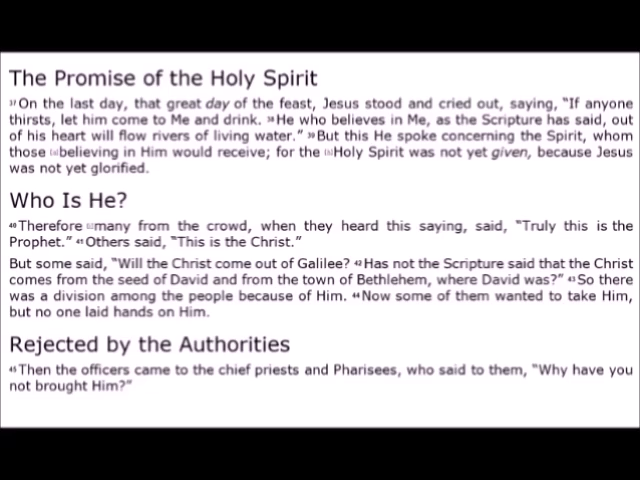 The Promise of the Holy Spirit
37 On the last day, that great day of the feast, Jesus stood and cried out, saying, "If anyone
thirsts, let him come to Me and drink. 38 He who believes in Me, as the Scripture has said, out
of his heart will flow rivers of living water." 39 But this He spoke concerning the Spirit, whom
those believing in Him would receive; for the Holy Spirit was not yet given, because Jesus
was not yet glorified.
Who Is He?
40 Therefore many from the crowd, when they heard this saying, said, "Truly this is the
Prophet." 41 Others said, "This is the Christ."
But some said, "Will the Christ come out of Galilee? 42 Has not the Scripture said that the Christ
comes from the seed of David and from the town of Bethlehem, where David was?" 43 So there
was a division among the people because of Him. 44 Now some of them wanted to take Him,
but no one laid hands on Him.
Rejected by the Authorities
45 Then the officers came to the chief priests and Pharisees, who said to them, "Why have you
not brought Him?"